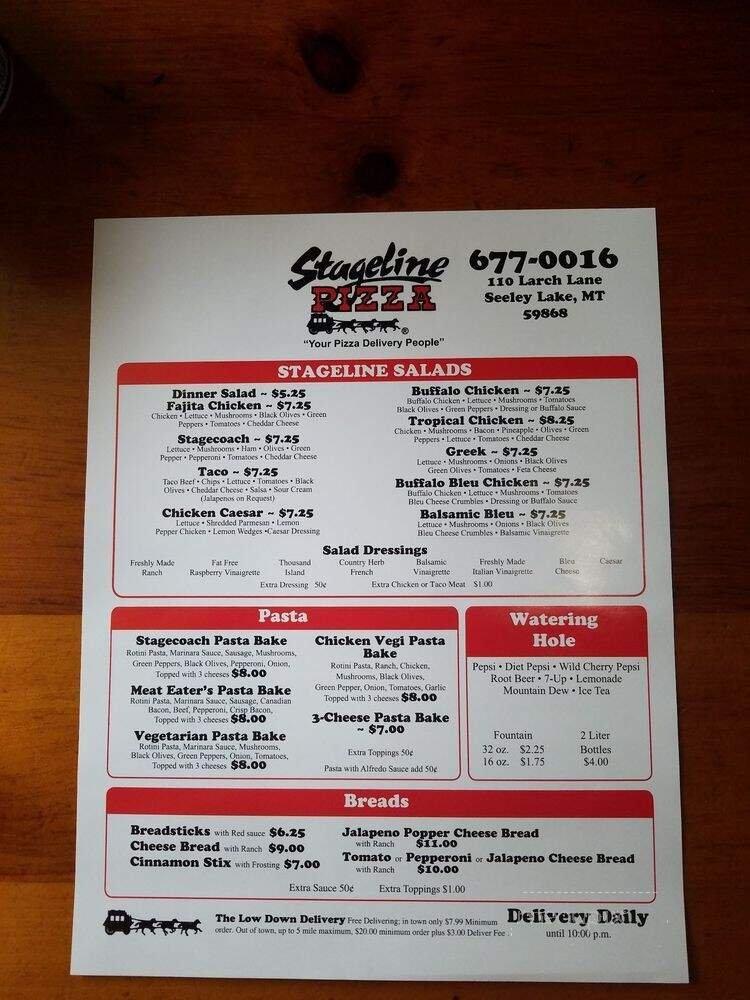 Stageline
PIZZA
®
"Your Pizza Delivery People"
677-0016
110 Larch Lane
Seeley Lake, MT
59868
STAGELINE SALADS
Dinner Salad ~ $5.25
Fajita Chicken ~ $7.25
Chicken • Lettuce • Mushrooms • Black Olives • Green
Peppers • Tomatoes • Cheddar Cheese
Stagecoach ~ $7.25
Lettuce • Mushrooms • Ham • Olives • Green
Pepper • Pepperoni • Tomatoes • Cheddar Cheese
Taco ~ $7.25
Taco Beef • Chips • Lettuce • Tomatoes • Black
Olives • Cheddar Cheese • Salsa • Sour Cream
(Jalapenos on Request)
Chicken Caesar ~ $7.25
Lettuce • Shredded Parmesan • Lemon
Pepper Chicken • Lemon Wedges •Caesar Dressing
Buffalo Chicken ~ $7.25
Buffalo Chicken • Lettuce • Mushrooms • Tomatoes
Black Olives • Green Peppers • Dressing or Buffalo Sauce
Tropical Chicken ~ $8.25
Chicken • Mushrooms • Bacon • Pineapple • Olives • Green
Peppers • Lettuce • Tomatoes • Cheddar Cheese
Greek ~ $7.25
Lettuce • Mushrooms • Onions • Black Olives
Green Olives • Tomatoes • Feta Cheese
Buffalo Bleu Chicken ~ $7.25
Buffalo Chicken • Lettuce • Mushrooms • Tomatoes
Bleu Cheese Crumbles • Dressing or Buffalo Sauce
Balsamic Bleu ~ $7.25
Lettuce • Mushrooms • Onions • Black Olives
Bleu Cheese Crumbles • Balsamic Vinaigrette
Salad Dressings
Freshly Made Fat Free Thousand Country Herb Balsamic Freshly Made Bleu Caesar
Ranch Raspberry Vinaigrette Island French Vinaigrette Italian Vinaigrette Cheese
Extra Dressing 50¢ Extra Chicken or Taco Meat $1.00
Pasta
Stagecoach Pasta Bake
Rotini Pasta, Marinara Sauce, Sausage, Mushrooms,
Green Peppers, Black Olives, Pepperoni, Onion,
Topped with 3 cheeses $8.00
Meat Eater's Pasta Bake
Rotini Pasta, Marinara Sauce, Sausage, Canadian
Bacon, Beef, Pepperoni, Crisp Bacon,
Topped with 3 cheeses $8.00
Vegetarian Pasta Bake
Rotini Pasta, Marinara Sauce, Mushrooms,
Black Olives, Green Peppers, Onion, Tomatoes,
Topped with 3 cheeses $8.00
Chicken Vegi Pasta
Bake
Rotini Pasta, Ranch, Chicken,
Mushrooms, Black Olives,
Green Pepper, Onion, Tomatoes, Garlic
Topped with 3 cheeses $8.00
3-Cheese Pasta Bake
~ $7.00
Extra Toppings 50¢
Pasta with Alfredo Sauce add 50¢
Watering
Hole
Pepsi • Diet Pepsi • Wild Cherry Pepsi
Root Beer • 7-Up • Lemonade
Mountain Dew • Ice Tea
Fountain 2 Liter
32 oz. $2.25 Bottles
16 oz. $1.75 $4.00
Breads
Breadsticks with Red sauce $6.25
Cheese Bread with Ranch $9.00
Cinnamon Stix with Frosting $7.00
Jalapeno Popper Cheese Bread
with Ranch $11.00
Tomato or Pepperoni or Jalapeno Cheese Bread
with Ranch $10.00
Extra Sauce 50¢ Extra Toppings $1.00
The Low Down Delivery Free Delivering; in town only $7.99 Minimum
order. Out of town, up to 5 mile maximum, $20.00 minimum order plus $3.00 Deliver Fee
Delivery Daily
until 10:00 p.m.